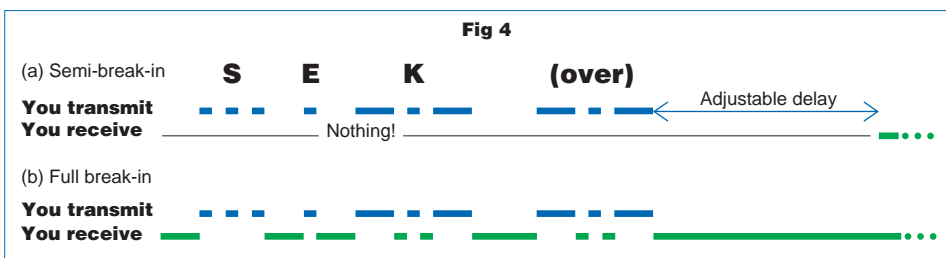 Fig 4
(a) Semi-break-in S E K (over)
You transmit Adjustable delay
You receive Nothing!
(b) Full break-in
You transmit
You receive